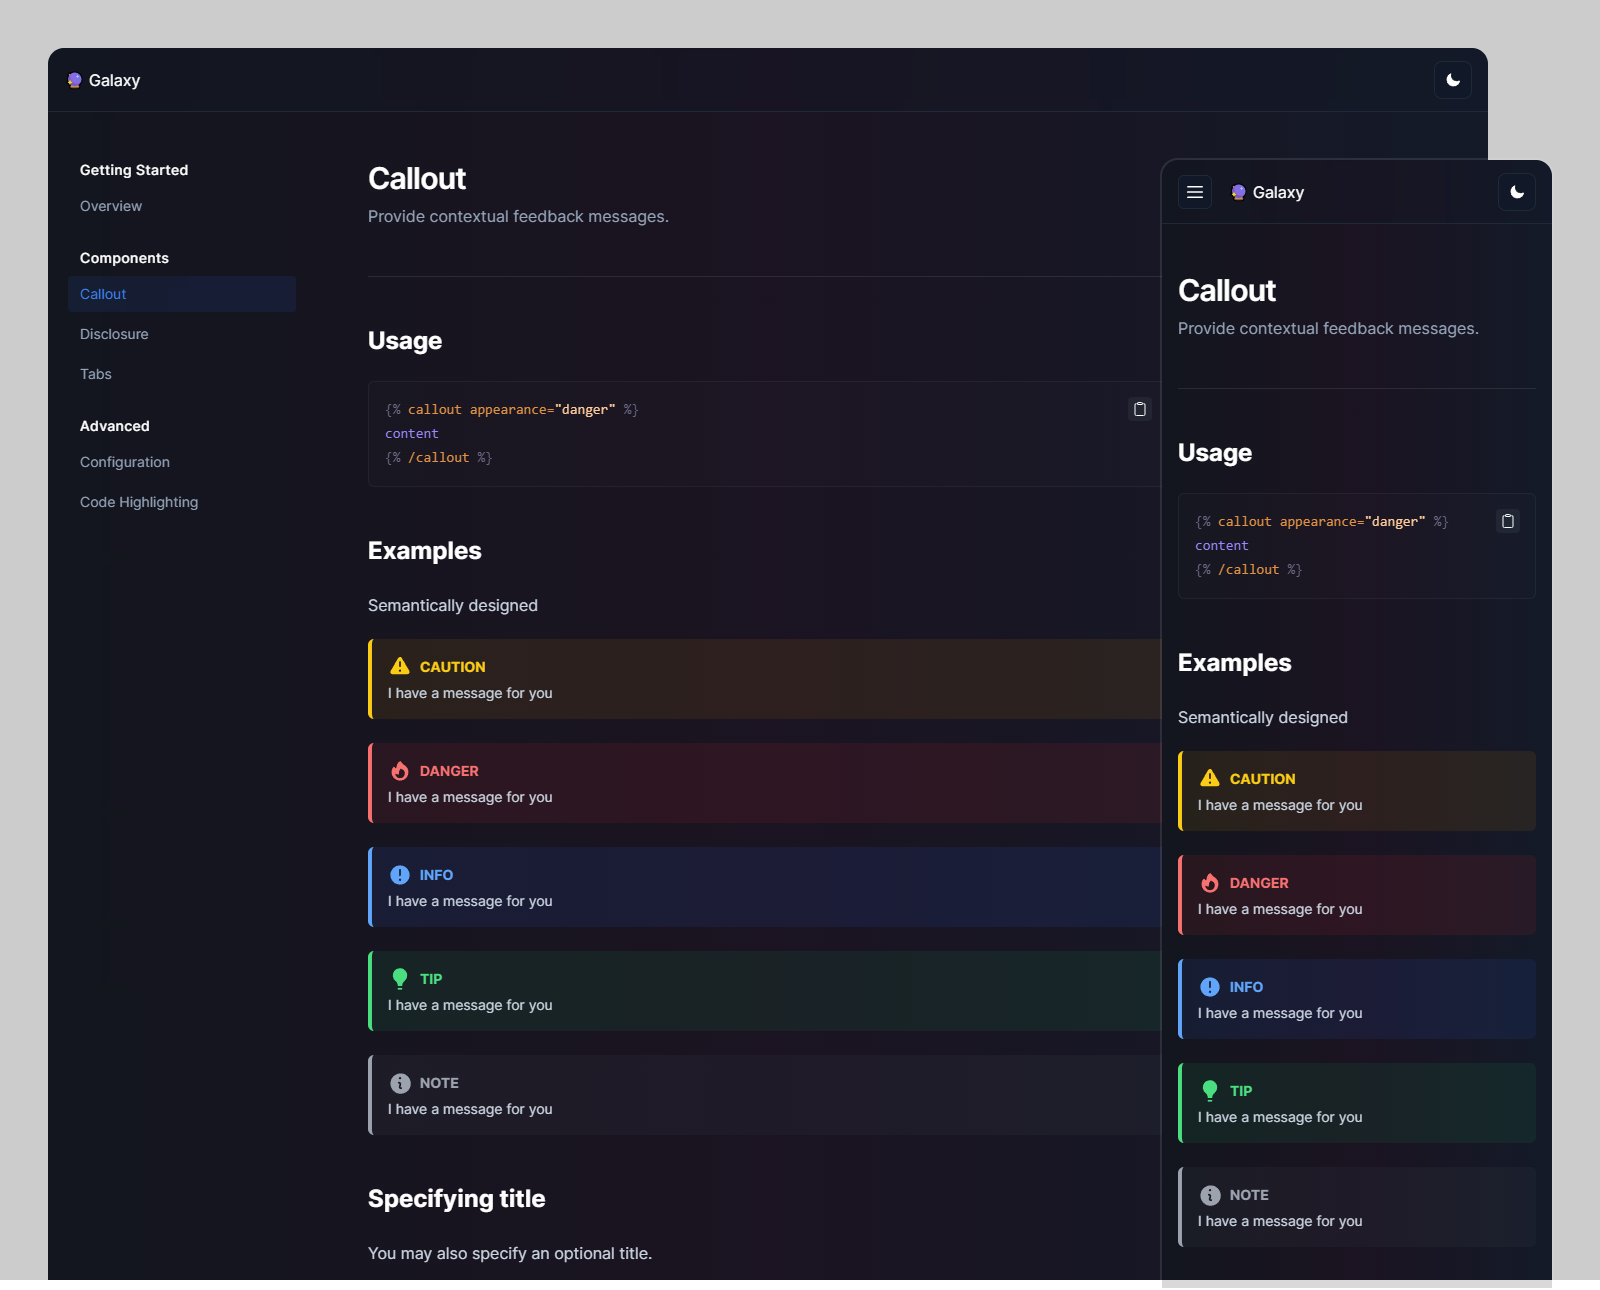 Galaxy
Getting Started
Overview
Components
Callout
Disclosure
Tabs
Advanced
Configuration
Code Highlighting
Callout
Provide contextual feedback messages.
Usage
{% callout appearance="danger" %}
content
{% /callout %}
Examples
Semantically designed
CAUTION
I have a message for you
DANGER
I have a message for you
INFO
I have a message for you
TIP
I have a message for you
NOTE
I have a message for you
Specifying title
You may also specify an optional title.
Galaxy
Callout
Provide contextual feedback messages.
Usage
{% callout appearance="danger" %}
content
{% /callout %}
Examples
Semantically designed
CAUTION
I have a message for you
DANGER
I have a message for you
INFO
I have a message for you
TIP
I have a message for you
NOTE
I have a message for you